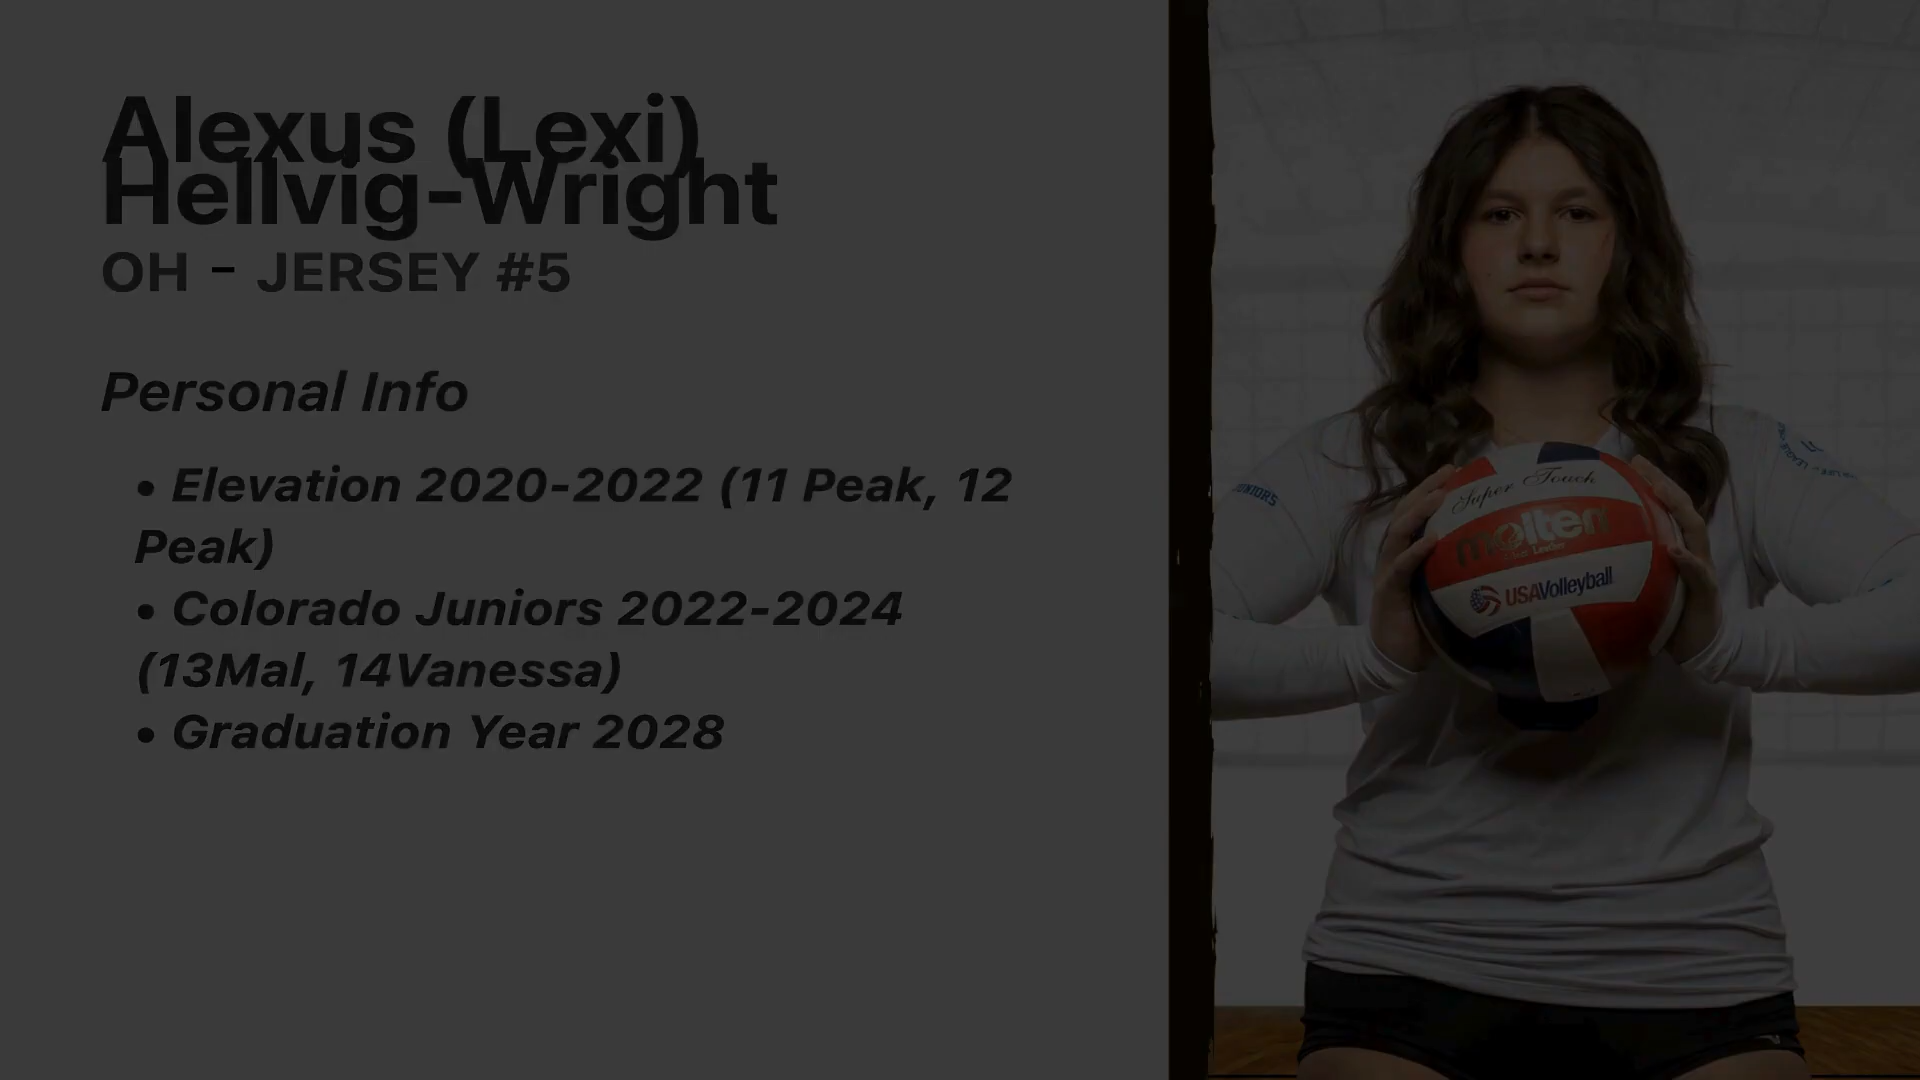 Alexus (Lexi)
Hellvig-Wright
OH - JERSEY #5
Personal Info
• Elevation 2020-2022 (11 Peak, 12
Peak)
• Colorado Juniors 2022-2024
(13Mal, 14Vanessa)
• Graduation Year 2028
JUNIORS
Super Touch
molten
USAVolleyball